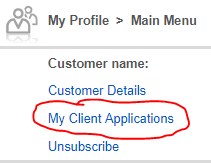 My Profile > Main Menu
Customer name:
Customer Details
My Client Applications
Unsubscribe